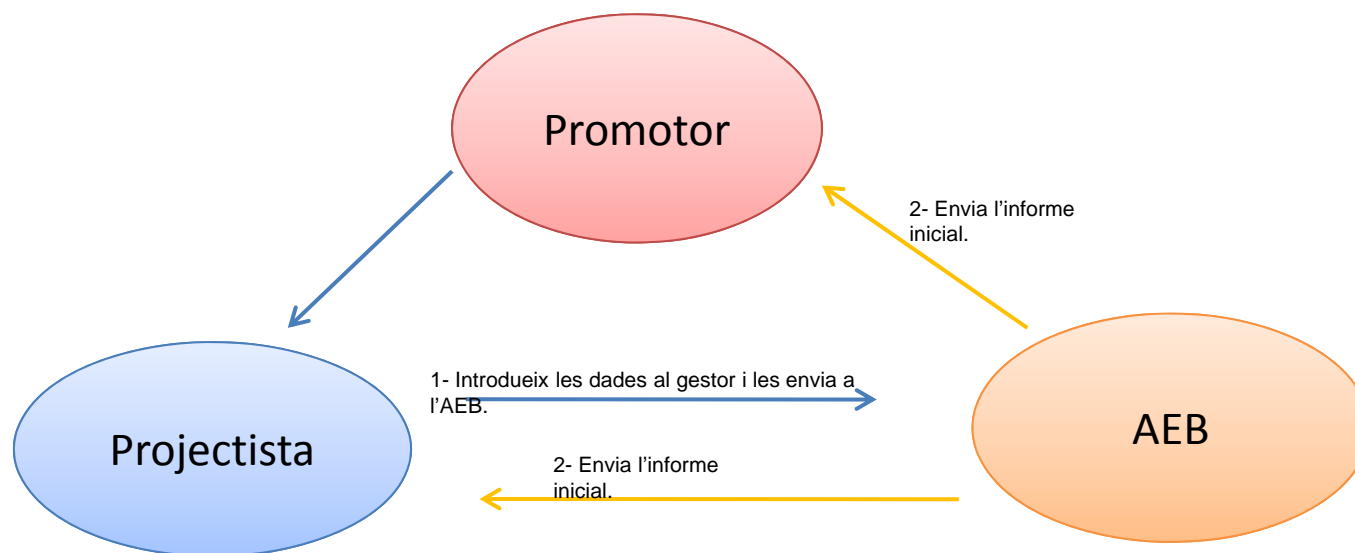 Promotor
2- Envia l’informe
inicial.
1- Introdueix les dades al gestor i les envia a
l’AEB.
AEB
Projectista
2- Envia l’informe
inicial.